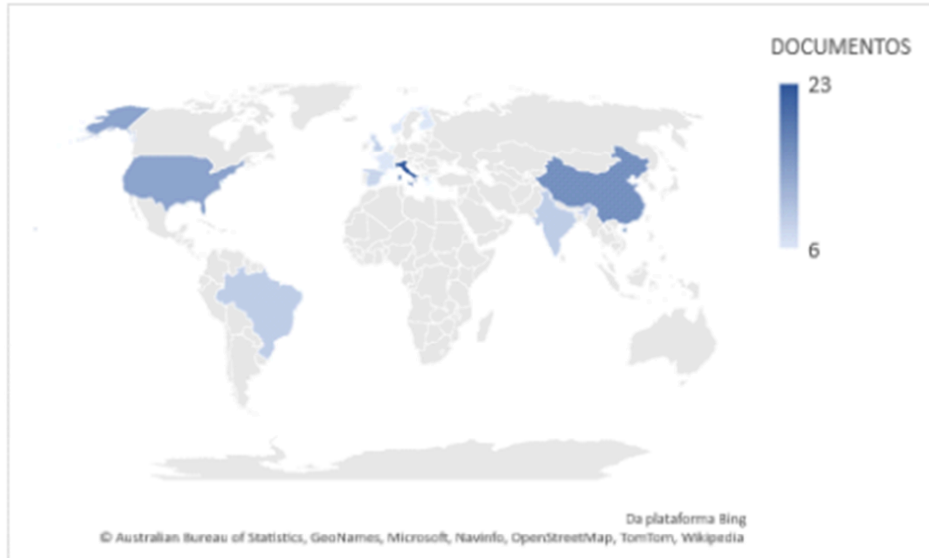 DOCUMENTOS
23
6
Da plataforma Bing
© Australian Bureau of Statistics, GeoNames, Microsoft, Navinfo, OpenStreetMap, TomTom, Wikipedia